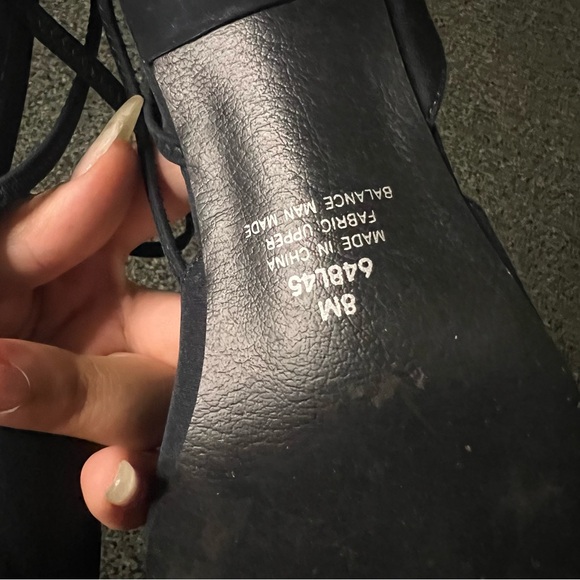 8M
648L45
MADE IN CHINA
FABRIC UPPER
BALANCE MAN MADE